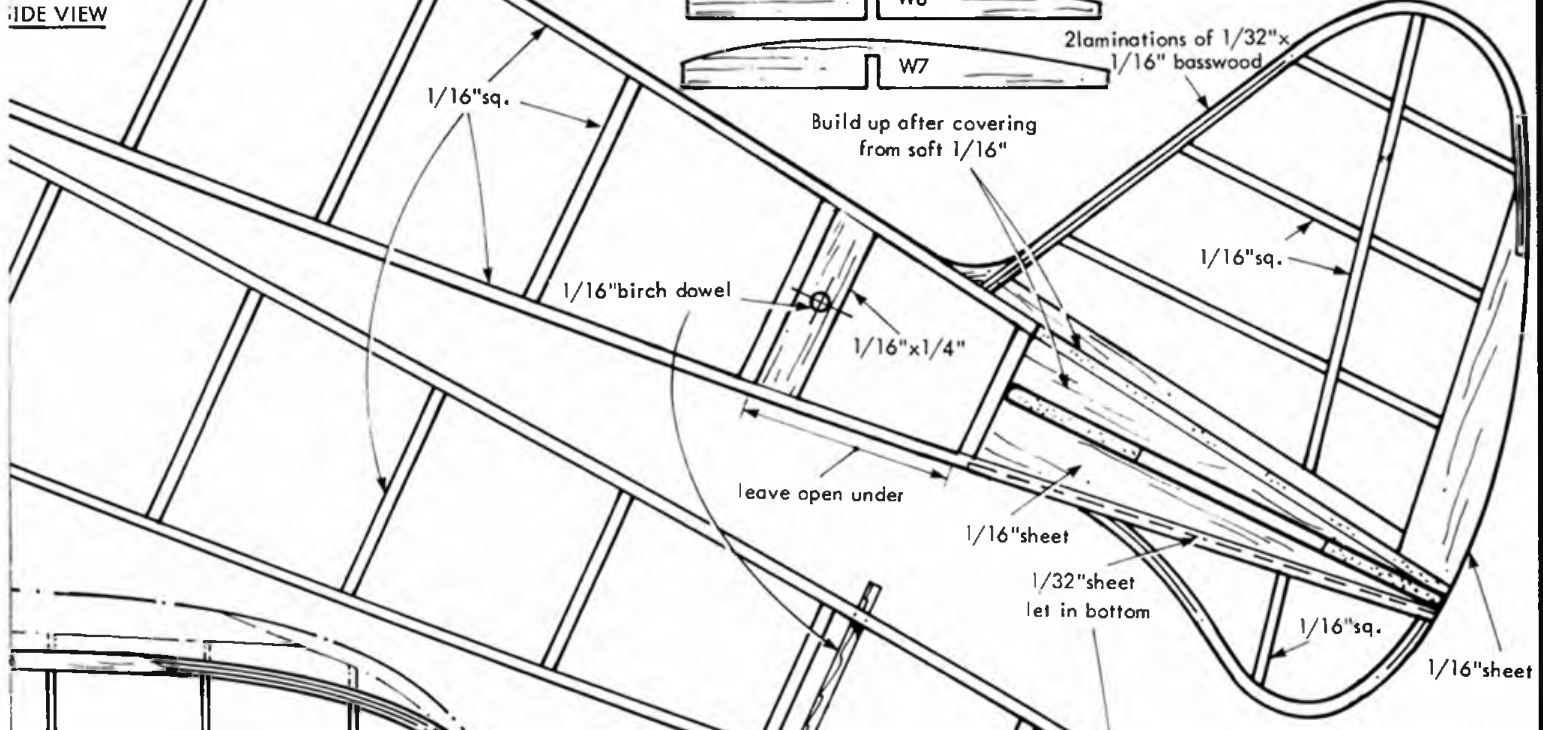 IDE VIEW
W6
W7
2laminations of 1/32"x
1/16" basswood
1/16"sq.
Build up after covering
from soft 1/16"
1/16"sq.
1/16"birch dowel
1/16"x1/4"
leave open under
1/16"sheet
1/32"sheet
let in bottom
1/16"sq.
1/16"sheet